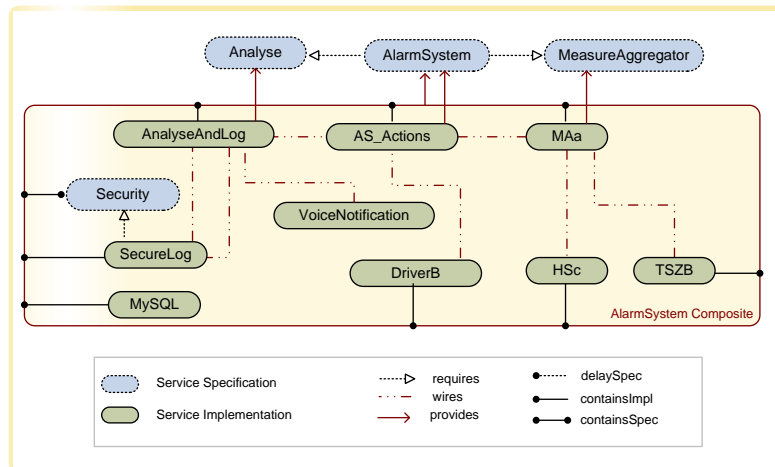 Analyse
AlarmSystem
MeasureAggregator
AnalyseAndLog
AS_Actions
MAa
Security
VoiceNotification
SecureLog
DriverB
HSc
TSZB
MySQL
AlarmSystem Composite
Service Specification
requires
delaySpec
wires
containsImpl
Service Implementation
provides
containsSpec